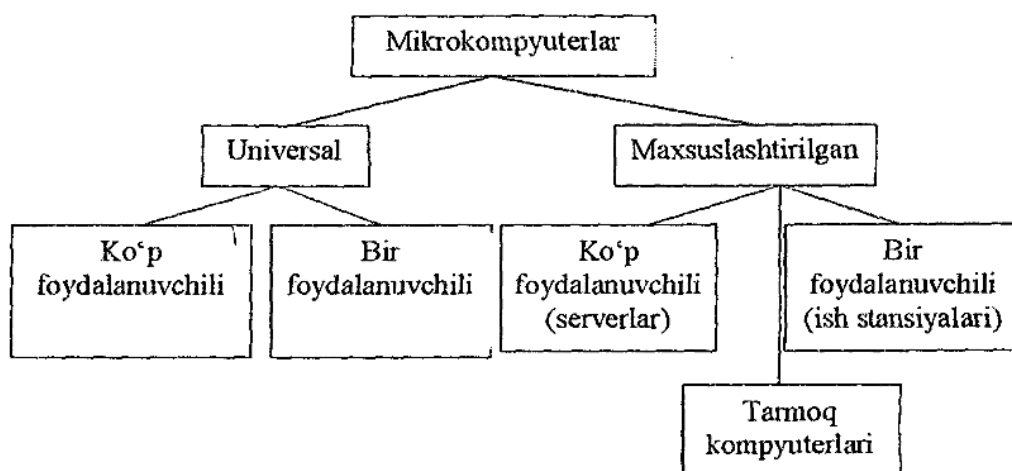 Mikrokompyuterlar
Universal
Maxsuslashtirilgan
Ko‘p
foydalanuvchili
Bir
foydalanuvchili
Ko‘p
foydalanuvchili
(serverlar)
Bir
foydalanuvchili
(ish stansiyalari)
Tarmoq
kompyuterlari